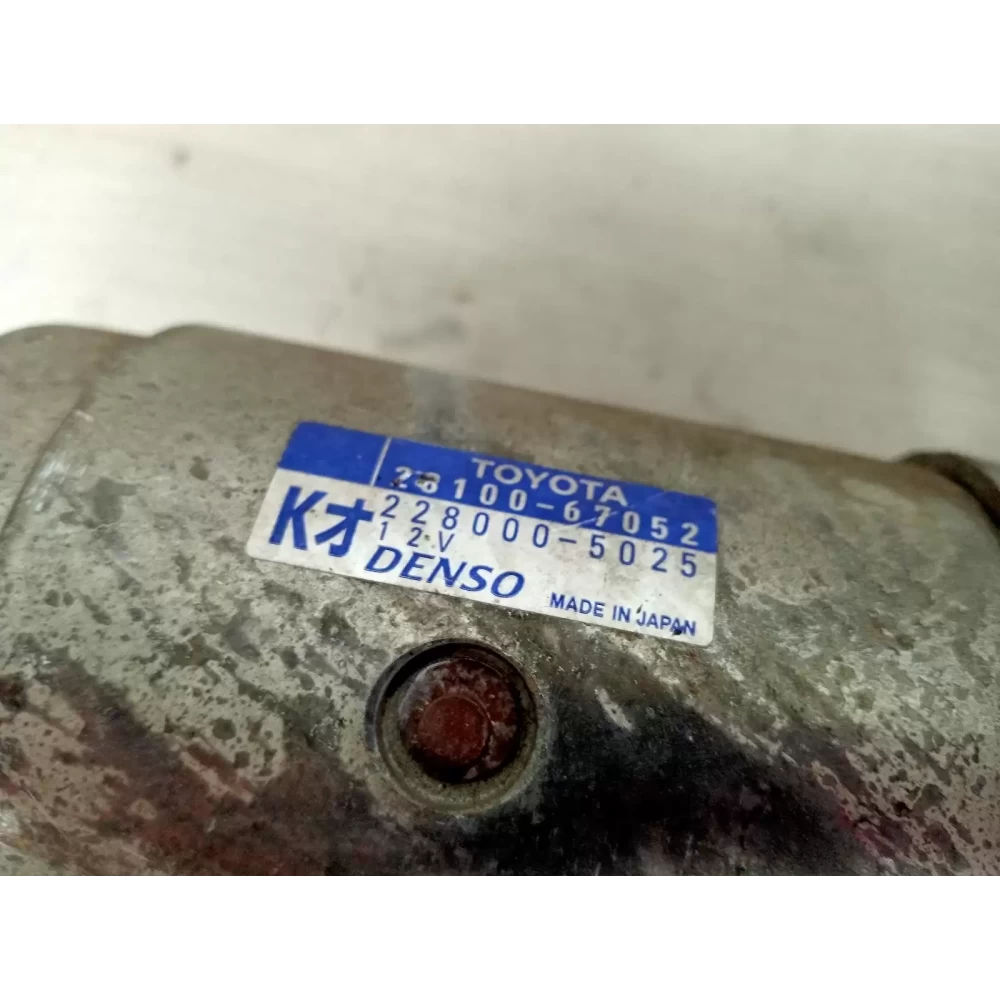 TOYOTA
28100-67052
Kオ 228000-5025
12V
DENSO
MADE IN JAPAN